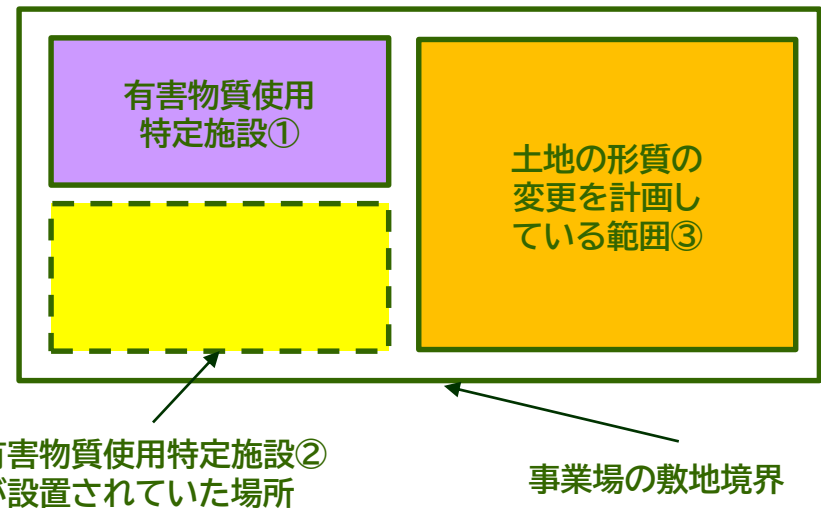 有害物質使用
特定施設①
土地の形質の
変更を計画し
ている範囲③
有害物質使用特定施設②
が設置されていた場所
事業場の敷地境界